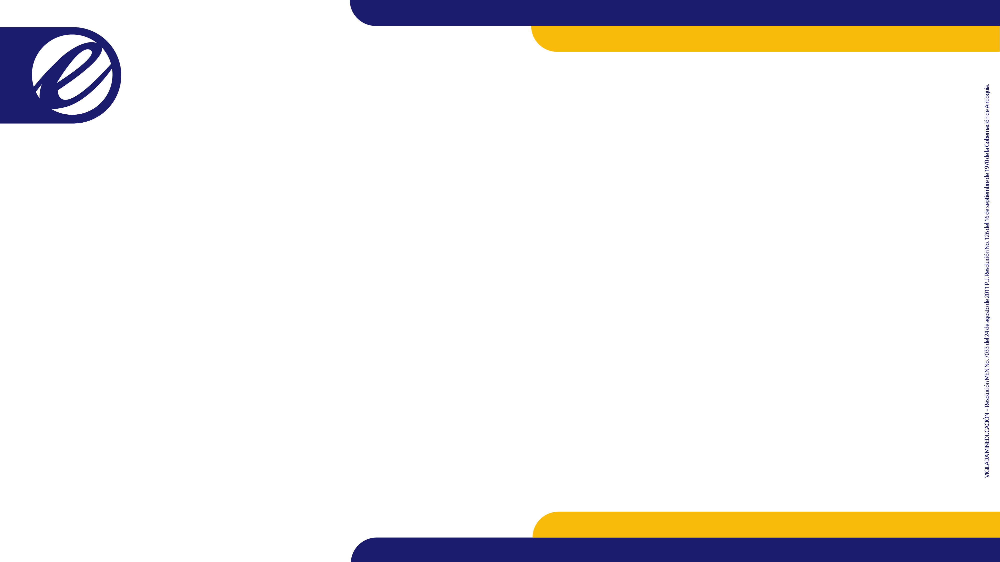 e
VIGILADA MINEDUCACIÓN - Resolución MEN No. 7033 del 24 de agosto de 2011 P.J. Resolución No. 126 del 16 de septiembre de 1970 de la Gobernación de Antioquia.